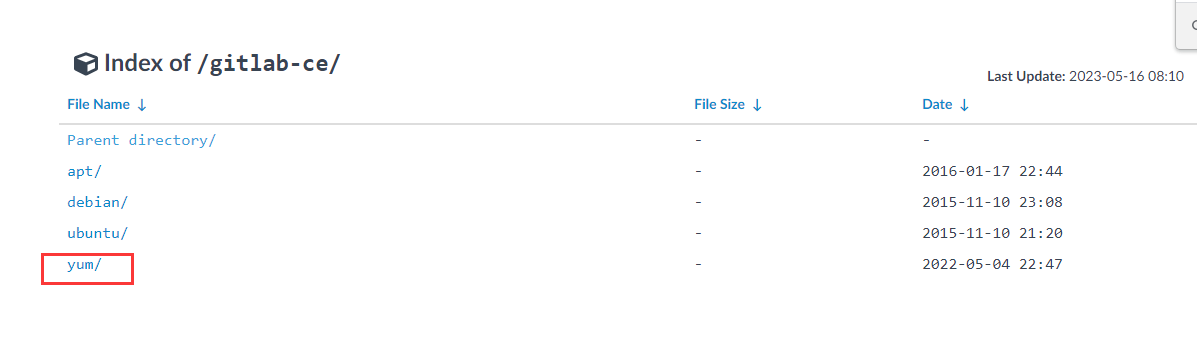 Index of /gitlab-ce/
Last Update: 2023-05-16 08:10
File Name ↓ File Size ↓ Date ↓
Parent directory/ - -
apt/ - 2016-01-17 22:44
debian/ - 2015-11-10 23:08
ubuntu/ - 2015-11-10 21:20
yum/ - 2022-05-04 22:47